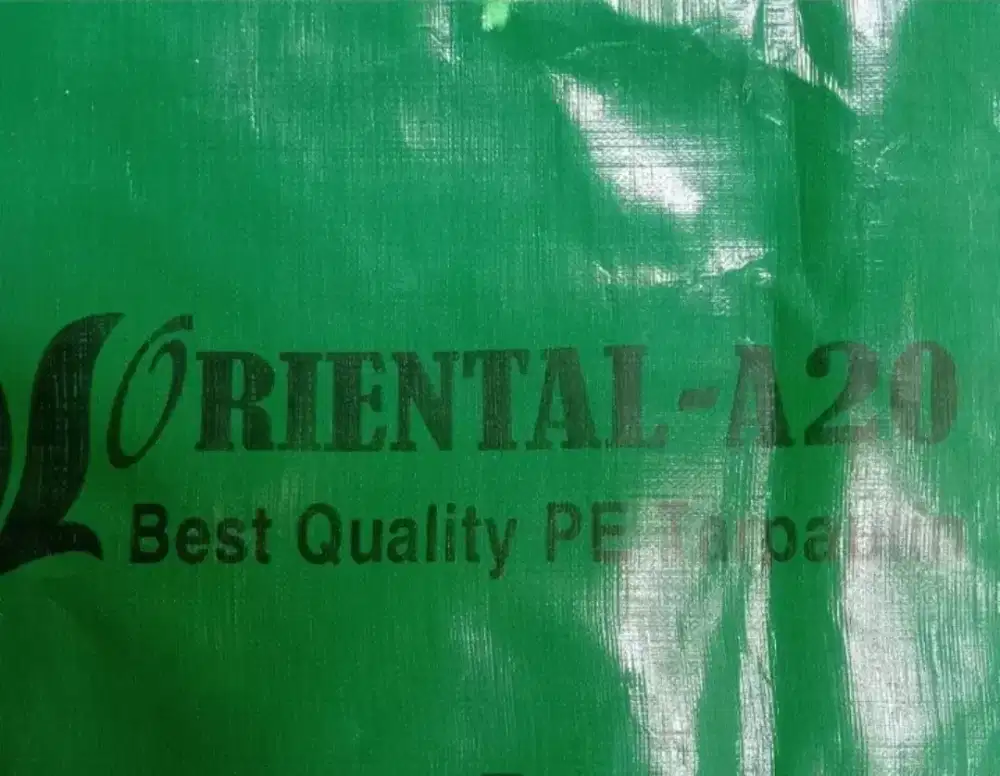 ORIENTAL-A20
Best Quality PE Tarpaulin